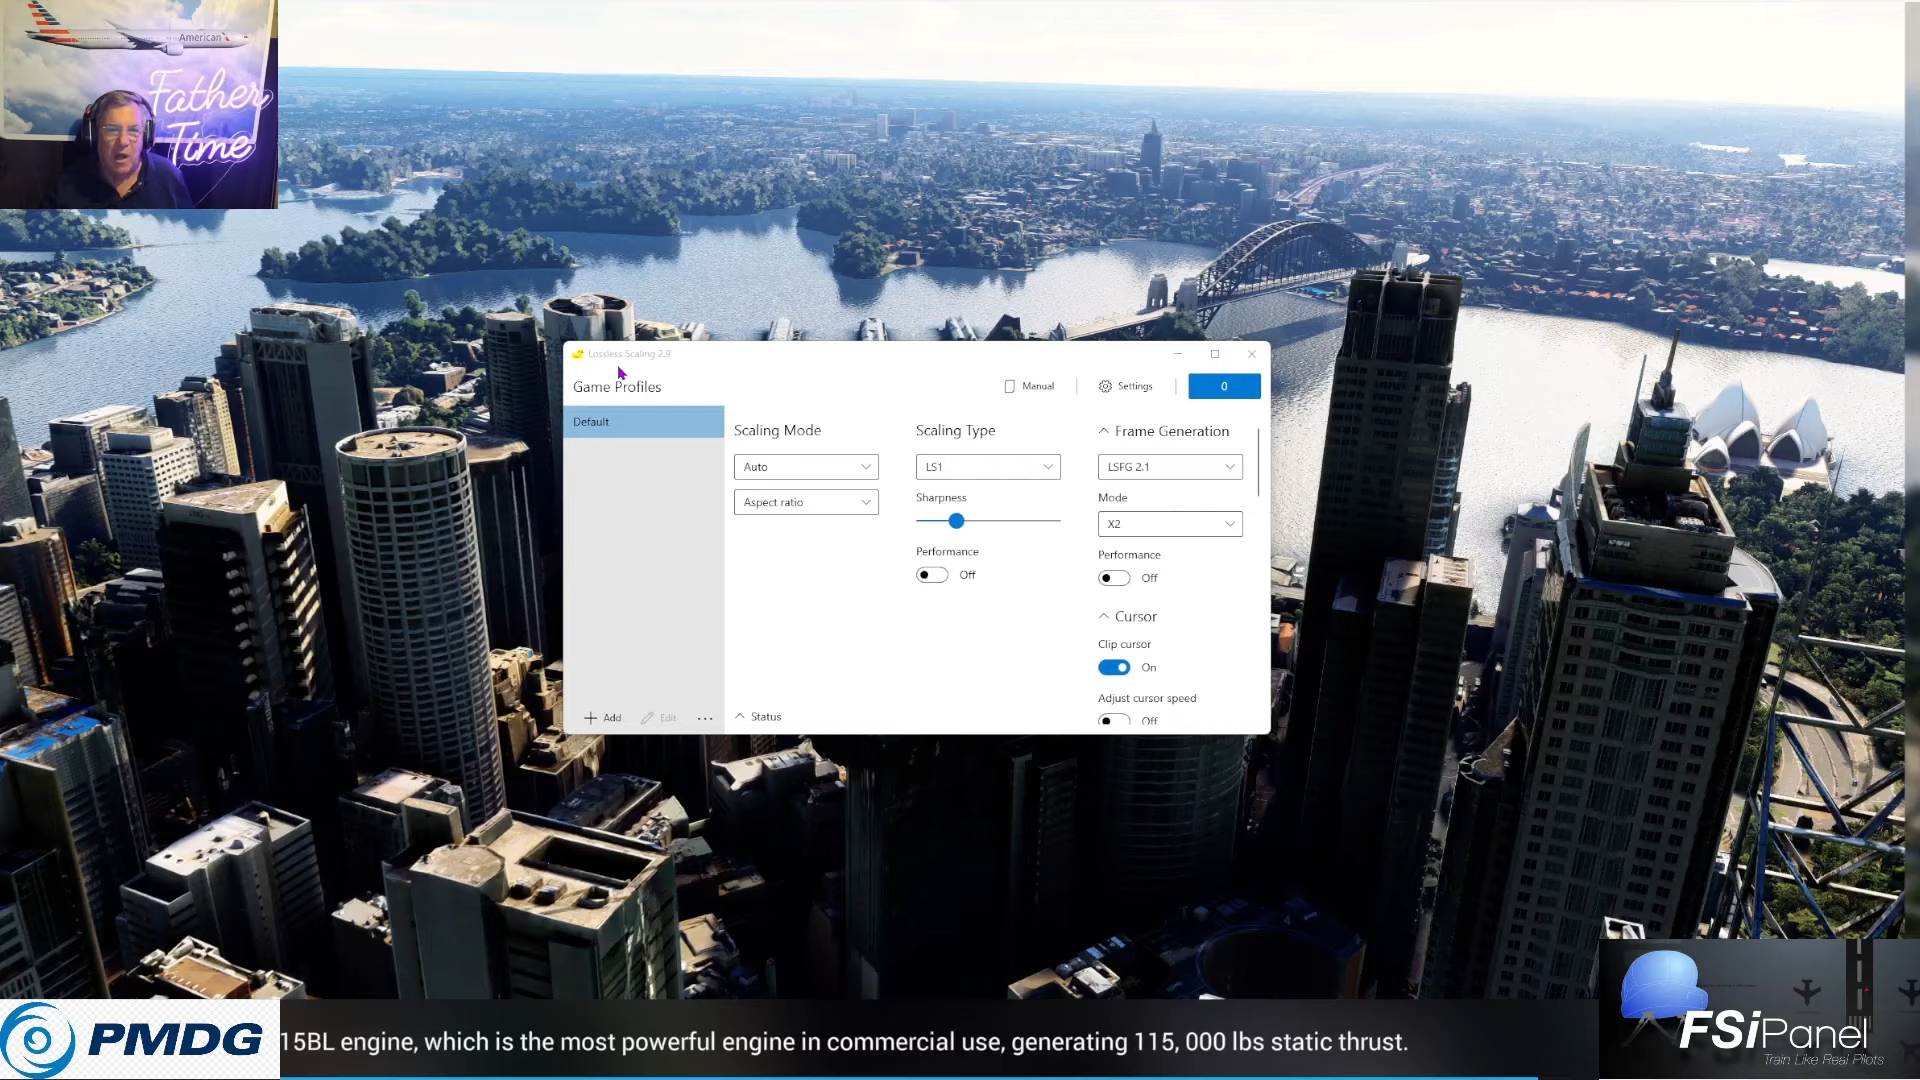 American
Father
Time
Lossless Scaling 2.9
Game Profiles
Manual
Settings
0
Default
Scaling Mode
Auto
Aspect ratio
Scaling Type
LS1
Sharpness
Performance
Off
Frame Generation
LSFG 2.1
Mode
X2
Performance
Off
Cursor
Clip cursor
On
Adjust cursor speed
Off
Add
Edit
Status
PMDG
15BL engine, which is the most powerful engine in commercial use, generating 115, 000 lbs static thrust.
FSiPanel
Train Like Real Pilots